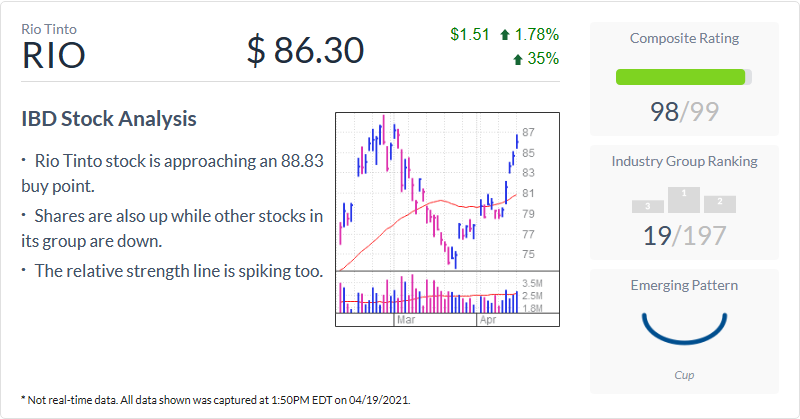 Rio Tinto
RIO
$ 86.30
$1.51 1.78%
35%
IBD Stock Analysis
· Rio Tinto stock is approaching an 88.83
buy point.
· Shares are also up while other stocks in
its group are down.
· The relative strength line is spiking too.
87
85
83
81
79
77
75
3.5M
2.5M
1.8M
Mar
Apr
Composite Rating
98/99
Industry Group Ranking
3
1
2
19/197
Emerging Pattern
Cup
* Not real-time data. All data shown was captured at 1:50PM EDT on 04/19/2021.